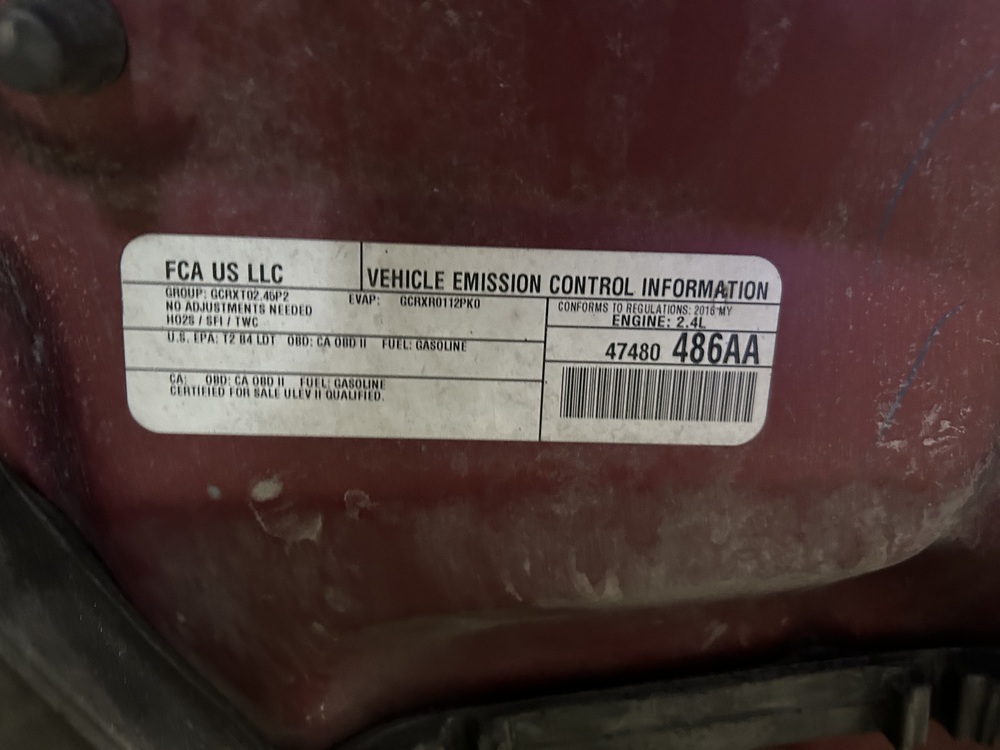 FCA US LLC
VEHICLE EMISSION CONTROL INFORMATION
GROUP: GCRXT02.46P2
EVAP: GCRXR0112PK0
NO ADJUSTMENTS NEEDED
HO2S / SFI / TWC
CONFORMS TO REGULATIONS: 2016 MY
ENGINE: 2.4L
U.S. EPA: T2 B4 LDT OBD: CA OBD II FUEL: GASOLINE
47480 486AA
CA: OBD: CA OBD II FUEL: GASOLINE
CERTIFIED FOR SALE ULEV II QUALIFIED.